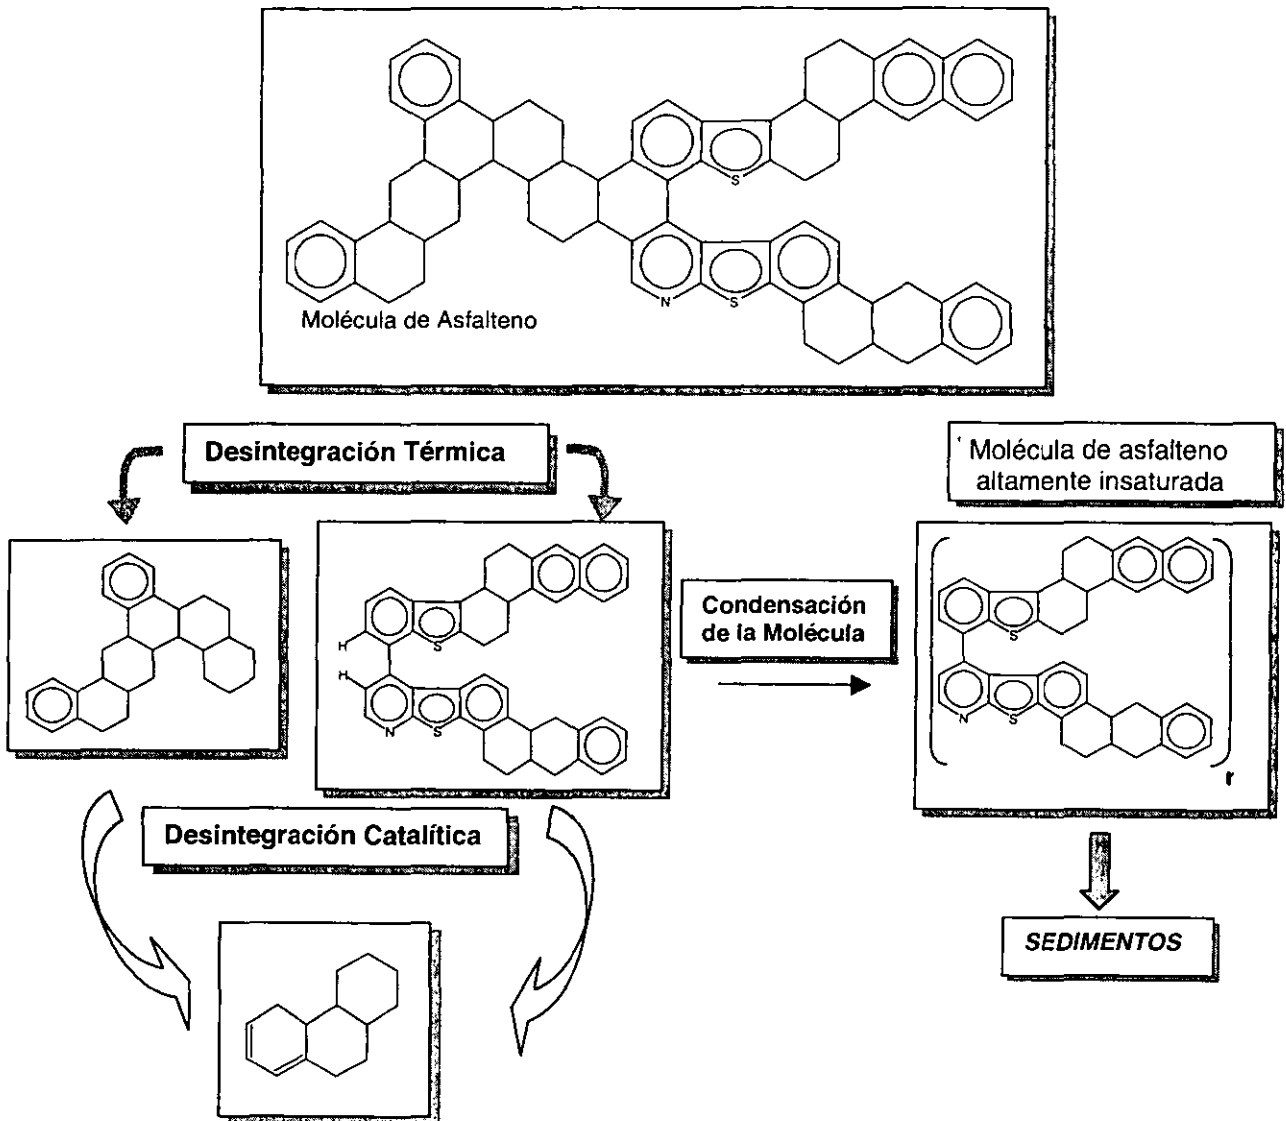 S
S
N
Molécula de Asfalteno
Desintegración Térmica
Molécula de asfalteno
altamente insaturada
H
S
H
N
S
Condensación
de la Molécula
S
N
S
r
Desintegración Catalítica
SEDIMENTOS